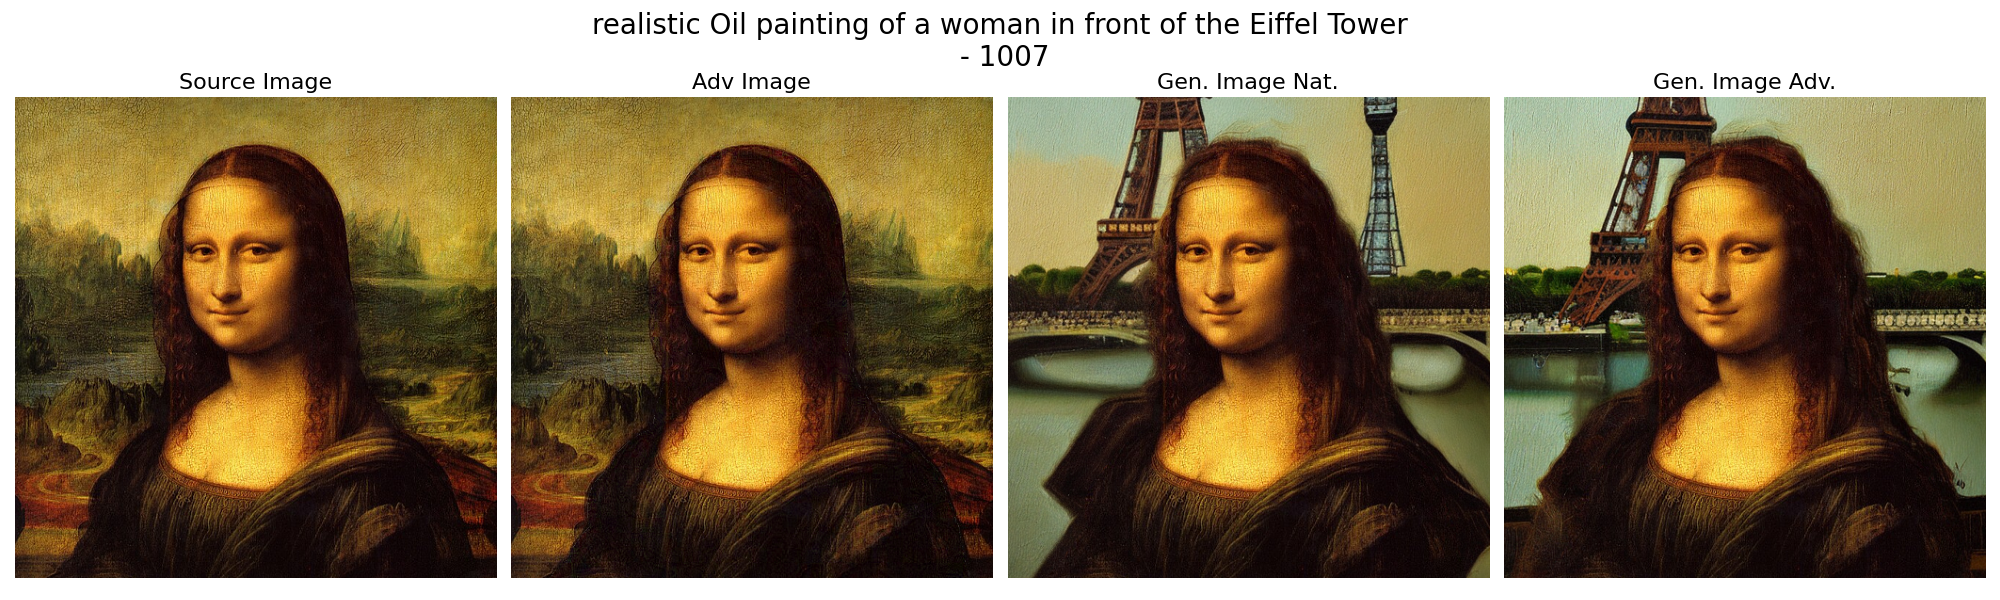 realistic Oil painting of a woman in front of the Eiffel Tower
- 1007
Source Image
Adv Image
Gen. Image Nat.
Gen. Image Adv.